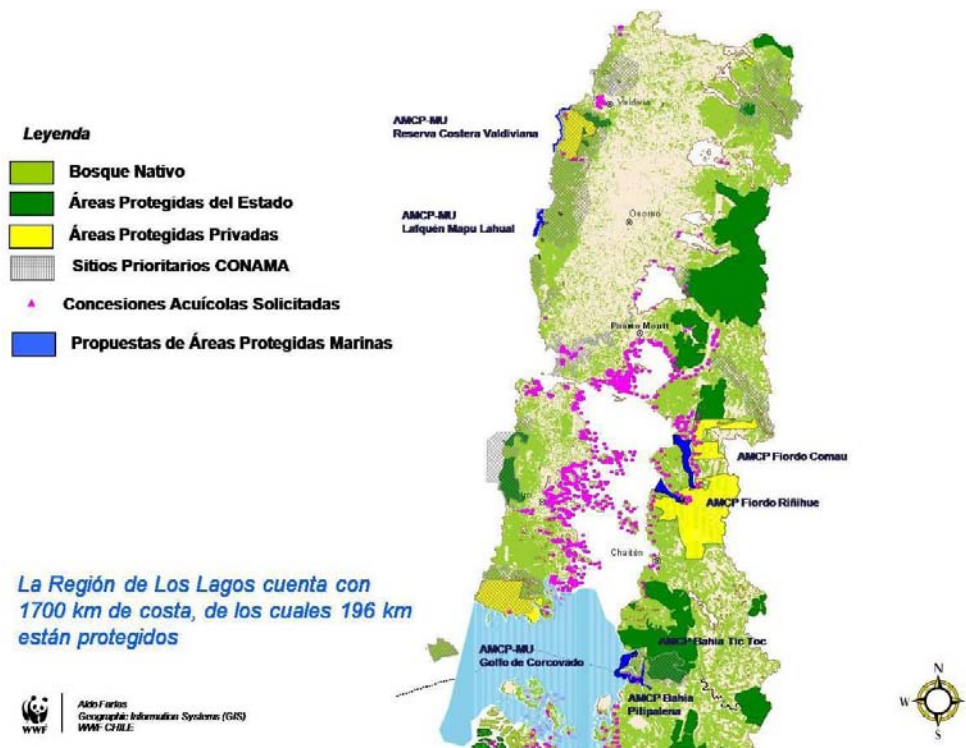 Leyenda
Bosque Nativo
Áreas Protegidas del Estado
Áreas Protegidas Privadas
Sitios Prioritarios CONAMA
Concesiones Acuícolas Solicitadas
Propuestas de Áreas Protegidas Marinas
AMCP-MU
Reserva Costera Valdiviana
AMCP-MU
Lafquén Mapu Lahual
Valdivia
Osorno
Puerto Montt
AMCP Fiordo Comau
AMCP Fiordo Riñihue
Chaitén
AMCP Bahía Tic Toc
AMCP-MU
Golfo de Corcovado
AMCP Bahía
Pilipalena
La Región de Los Lagos cuenta con
1700 km de costa, de los cuales 196 km
están protegidos
WWF
Aldo Farias
Geographic Information Systems (GIS)
WWF CHILE
N
W
E
S